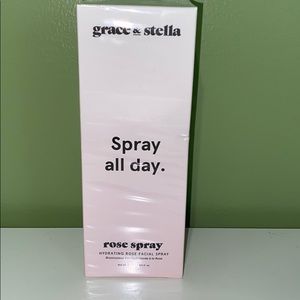 grace & stella
Spray
all day.
rose spray
HYDRATING ROSE FACIAL SPRAY